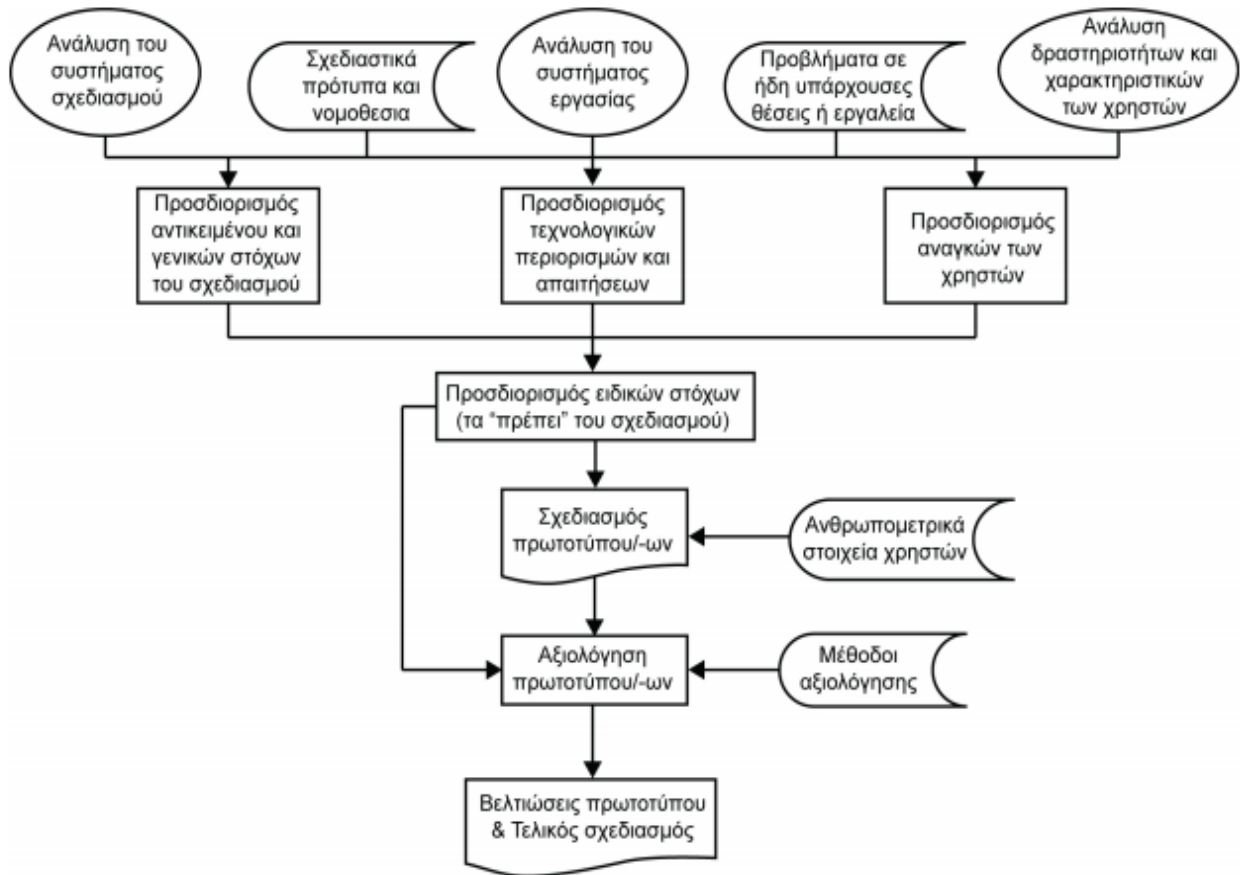 Ανάλυση του
συστήματος
σχεδιασμού
Σχεδιαστικά
πρότυπα και
νομοθεσια
Ανάλυση του
συστήματος
εργασίας
Προβλήματα σε
ήδη υπάρχουσες
θέσεις ή εργαλεία
Ανάλυση
δραστηριοτήτων και
χαρακτηριστικών
των χρηστών
Προσδιορισμός
αντικειμένου και
γενικών στόχων
του σχεδιασμού
Προσδιορισμός
τεχνολογικών
περιορισμών και
απαιτήσεων
Προσδιορισμός
αναγκών των
χρηστών
Προσδιορισμός ειδικών στόχων
(τα “πρέπει” του σχεδιασμού)
Σχεδιασμός
πρωτοτύπου/-ων
Ανθρωπομετρικά
στοιχεία χρηστών
Αξιολόγηση
πρωτοτύπου/-ων
Μέθοδοι
αξιολόγησης
Βελτιώσεις πρωτοτύπου
& Τελικός σχεδιασμός